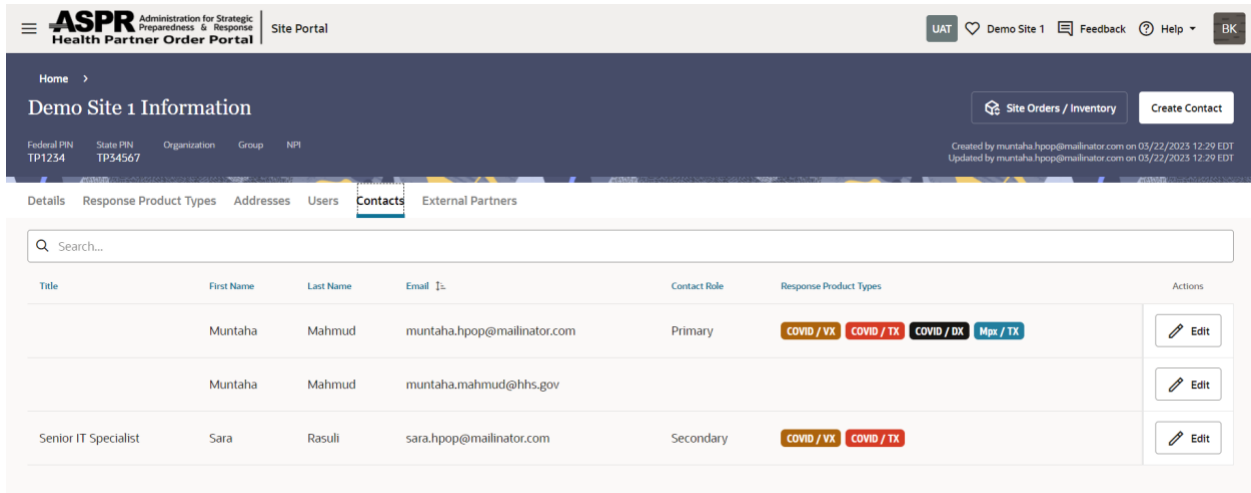 ASPR Administration for Strategic Preparedness & Response
Health Partner Order Portal
Site Portal
UAT Demo Site 1 Feedback Help BK
Home >
Demo Site 1 Information
Site Orders / Inventory
Create Contact
Federal PIN State PIN Organization Group NPI
TP1234 TP34567
Created by muntaha.hpop@mailinator.com on 03/22/2023 12:29 EDT
Updated by muntaha.hpop@mailinator.com on 03/22/2023 12:29 EDT
Details Response Product Types Addresses Users Contacts External Partners
Search...
Title First Name Last Name Email Contact Role Response Product Types Actions
Muntaha Mahmud muntaha.hpop@mailinator.com Primary COVID / VX COVID / TX COVID / DX Mpx / TX Edit
Muntaha Mahmud muntaha.mahmud@hhs.gov Edit
Senior IT Specialist Sara Rasuli sara.hpop@mailinator.com Secondary COVID / VX COVID / TX Edit